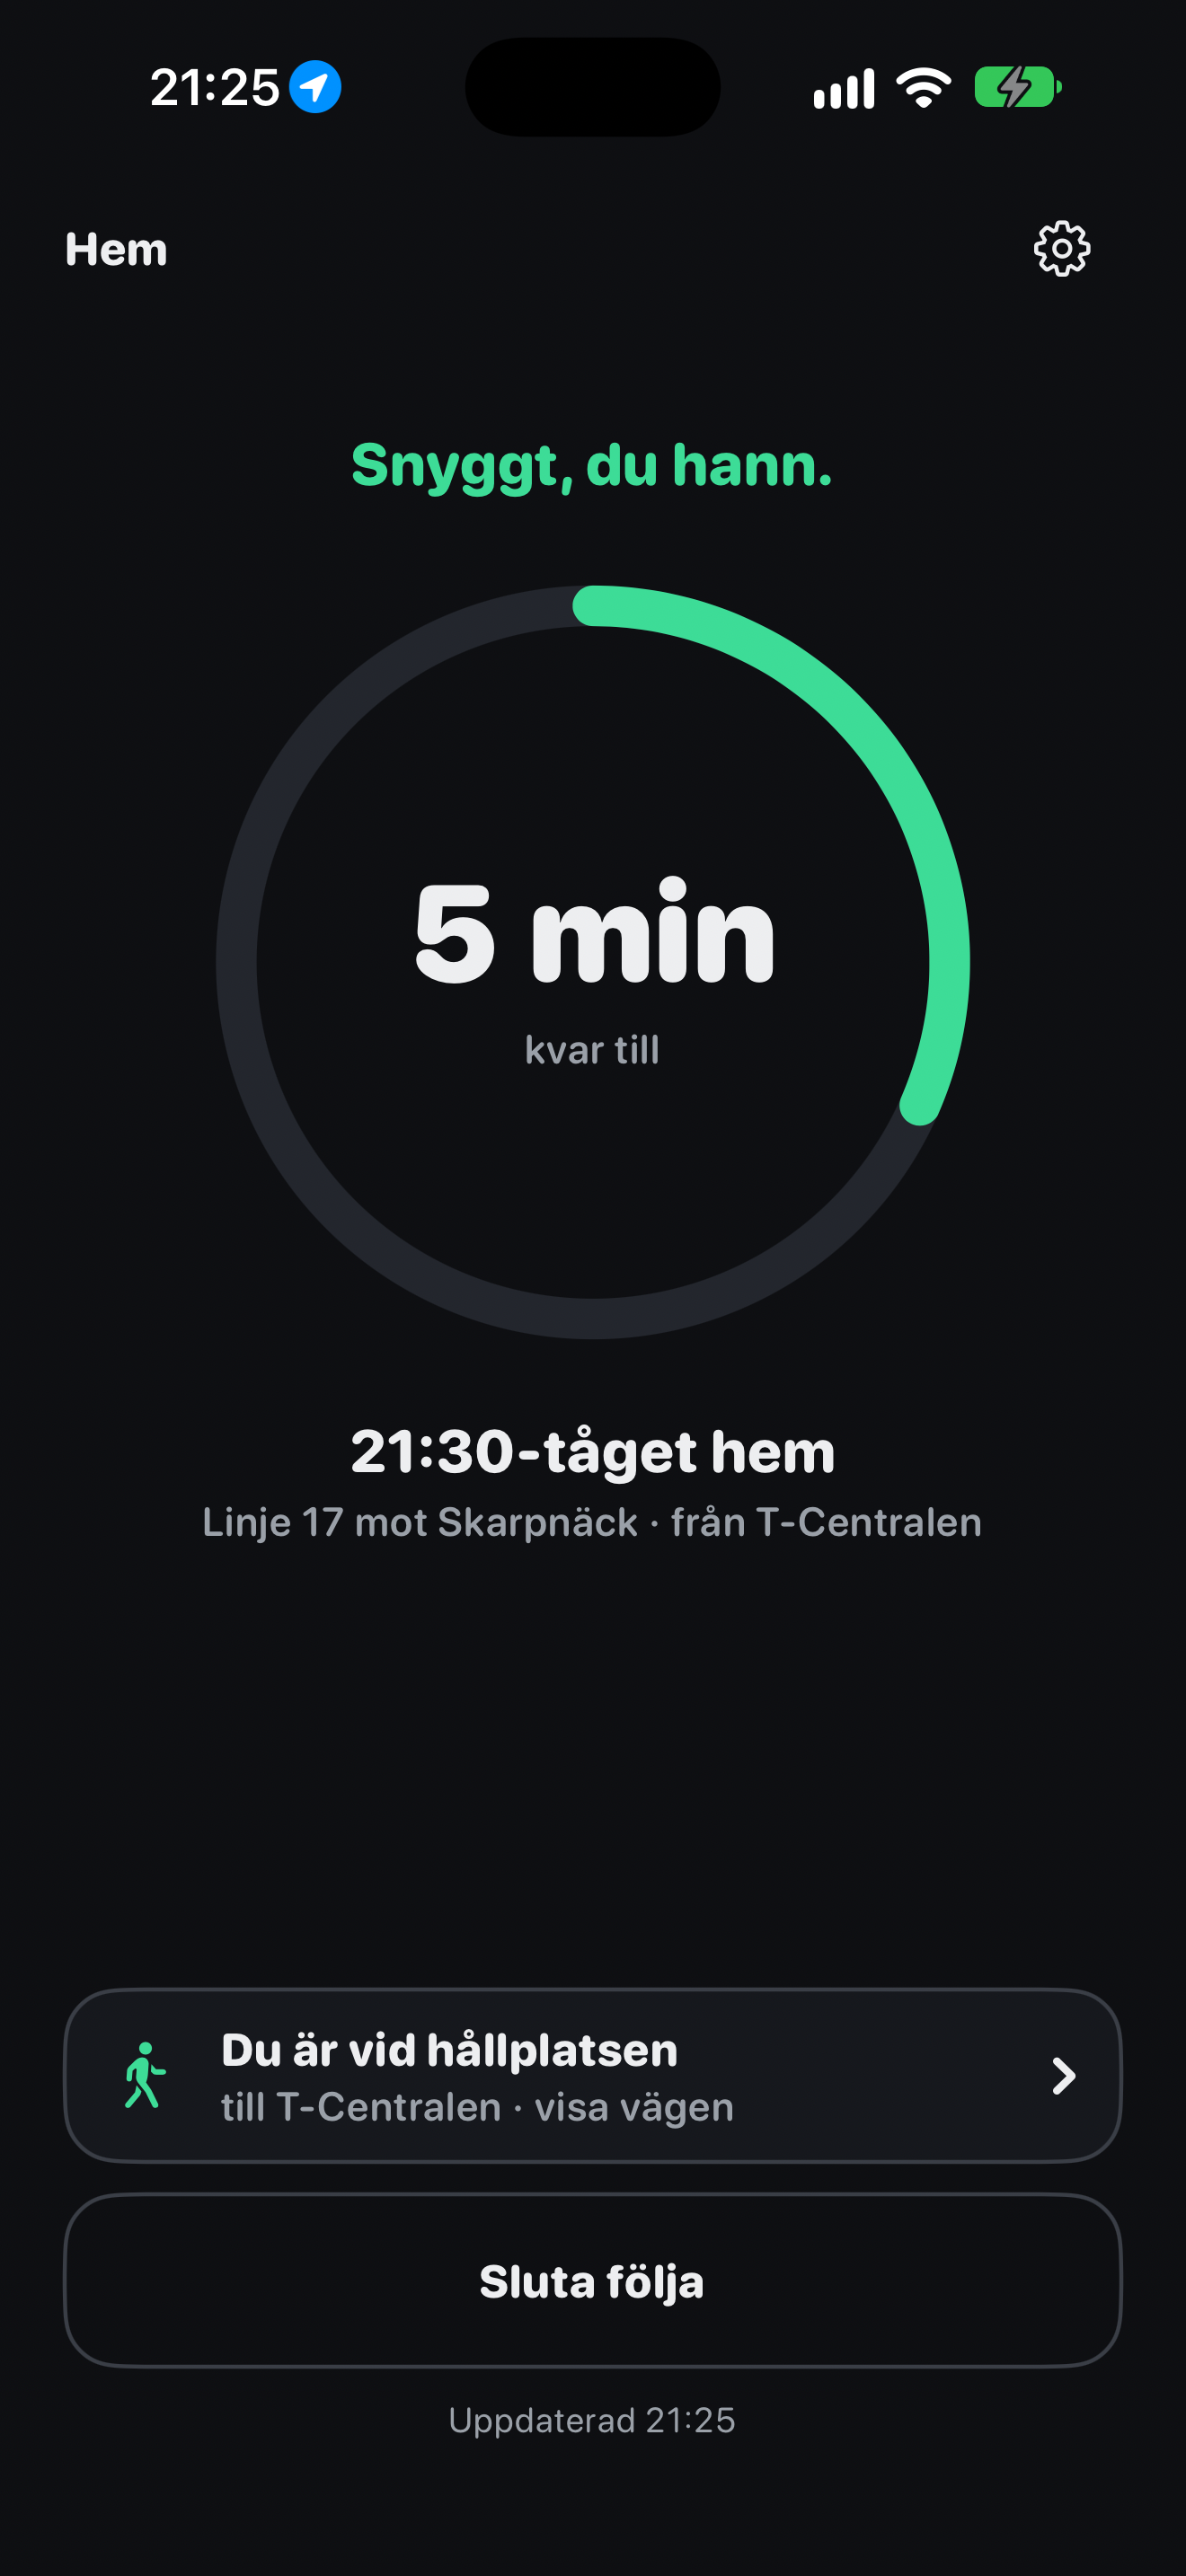 21:25
Hem
Snyggt, du hann.
5 min
kvar till
21:30-tåget hem
Linje 17 mot Skarpnäck · från T-Centralen
Du är vid hållplatsen
till T-Centralen · visa vägen
Sluta följa
Uppdaterad 21:25